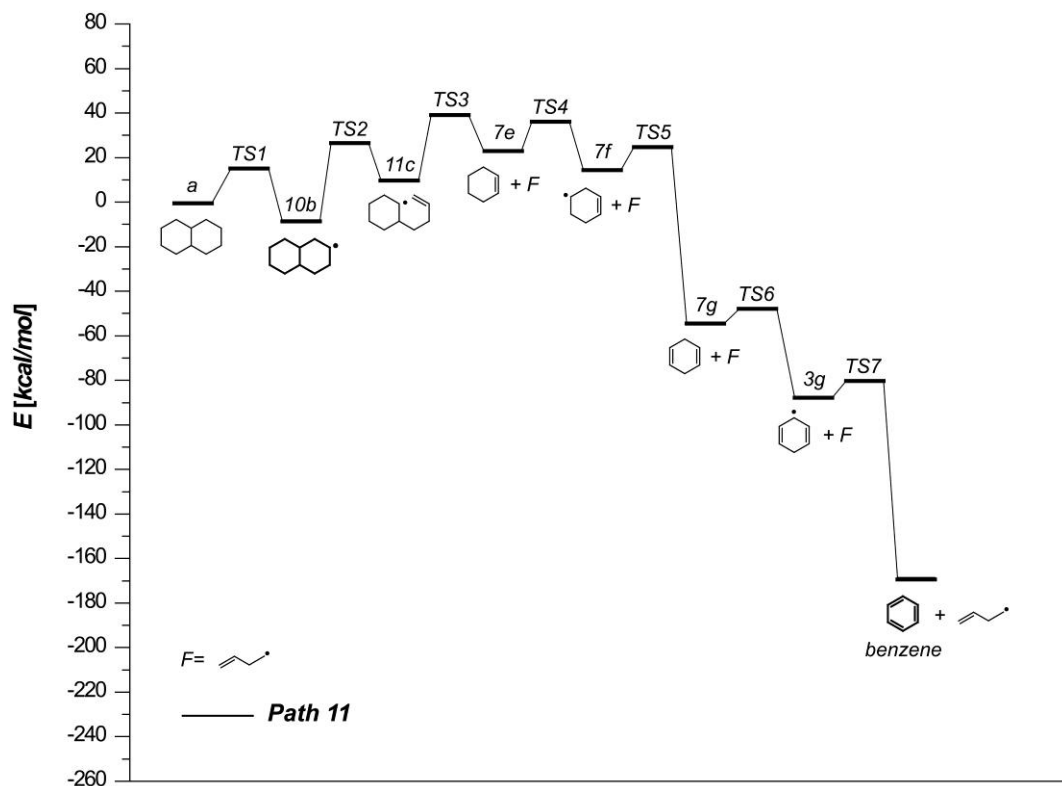 E [kcal/mol]
80
60
40
20
0
-20
-40
-60
-80
-100
-120
-140
-160
-180
-200
-220
-240
-260
a
TS1
10b
TS2
11c
TS3
7e
+ F
TS4
7f
+ F
TS5
7g
+ F
TS6
3g
+ F
TS7
+
benzene
F=
Path 11